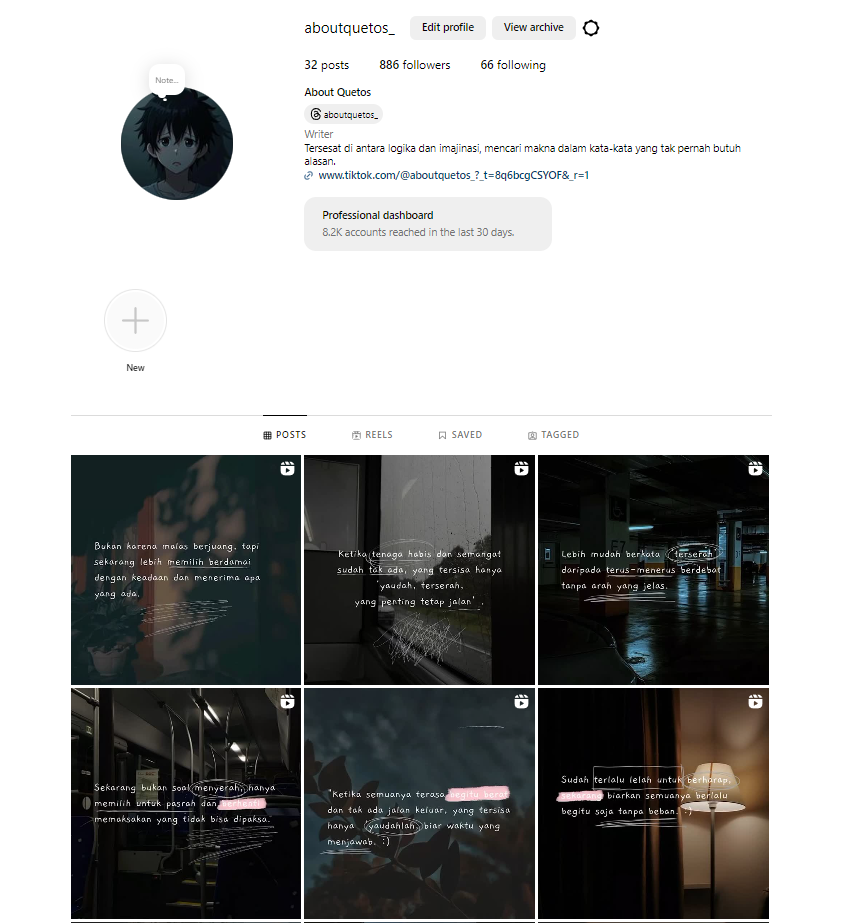 aboutquetos_
Edit profile
View archive
32 posts
886 followers
66 following
Note...
About Quetos
aboutquetos_
Writer
Tersesat di antara logika dan imajinasi, mencari makna dalam kata-kata yang tak pernah butuh
alasan.
www.tiktok.com/@aboutquetos_?_t=8q6bcgCSYOF&_r=1
Professional dashboard
8.2K accounts reached in the last 30 days.
New
POSTS
REELS
SAVED
TAGGED
Bukan karena malas berjuang, tapi
sekarang lebih memilih berdamai
dengan keadaan dan menerima apa
yang ada.
Ketika tenaga habis dan semangat
sudah tak ada, yang tersisa hanya
'yaudah, terserah,
yang penting tetap jalan' .
Lebih mudah berkata 'terserah'
daripada terus-menerus berdebat
tanpa arah yang jelas.
67
Sekarang bukan soal menyerah, hanya
memilih untuk pasrah dan berhenti
memaksakan yang tidak bisa dipaksa.
"Ketika semuanya terasa begitu berat
dan tak ada jalan keluar, yang tersisa
hanya 'yaudahlah' biar waktu yang
menjawab. :)
Sudah terlalu lelah untuk berharap,
sekarang biarkan semuanya berlalu
begitu saja tanpa beban. :)